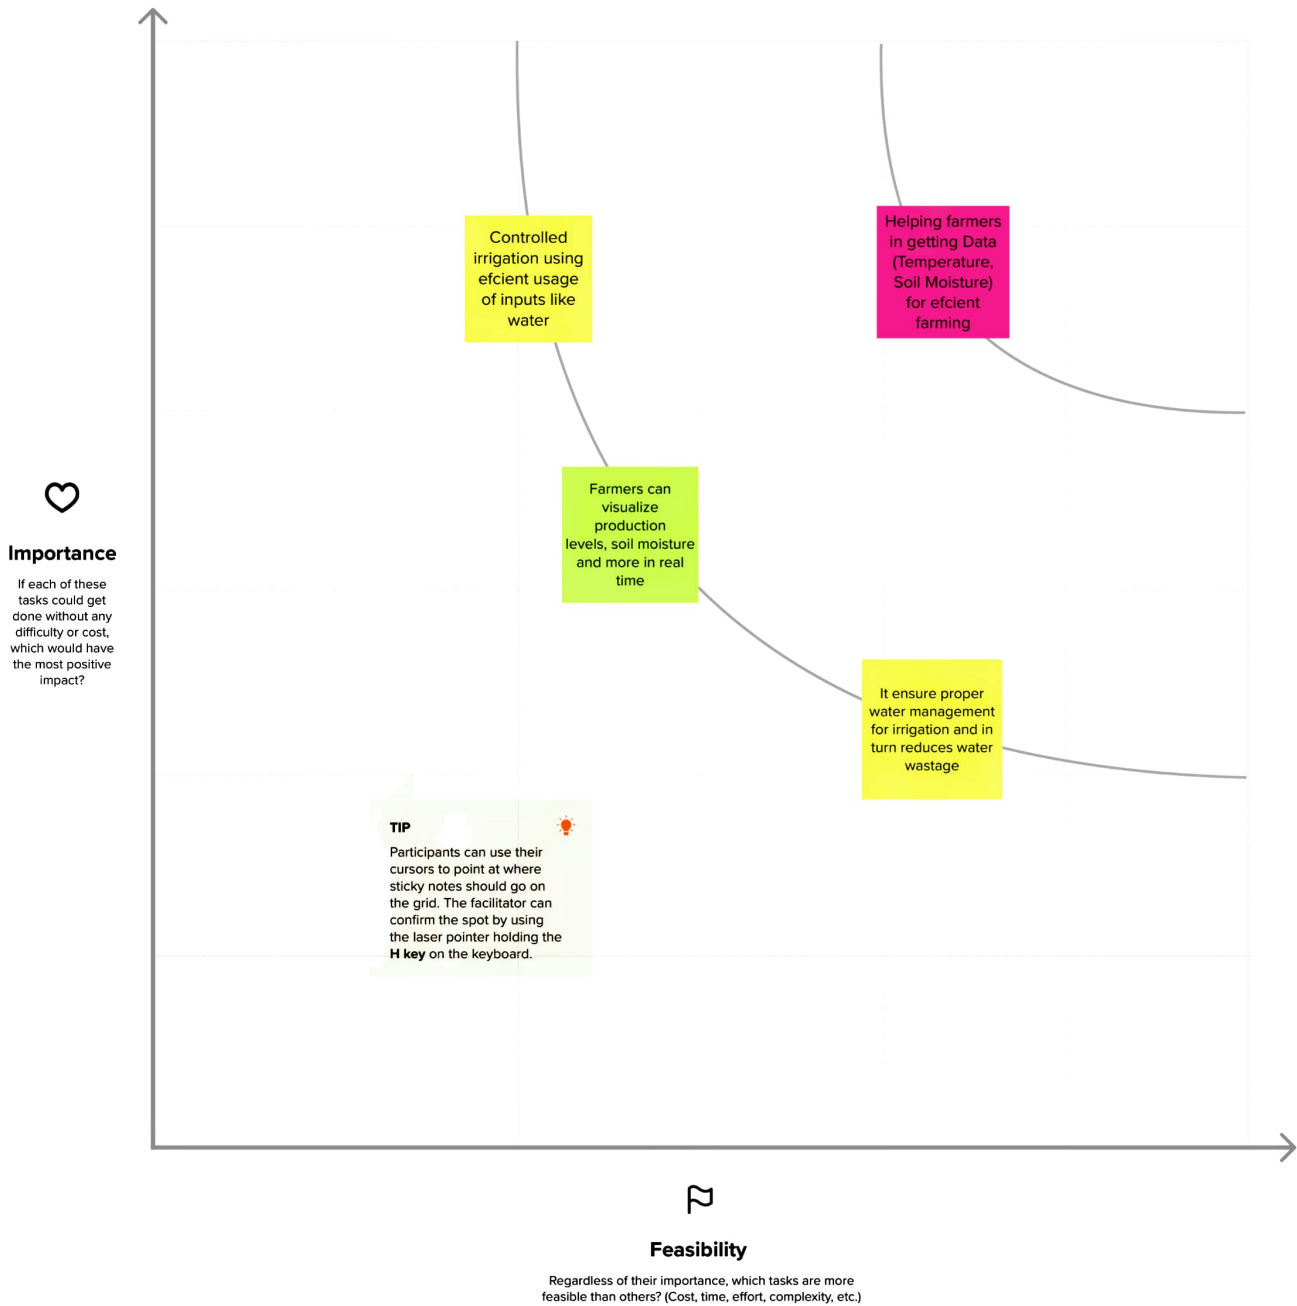 Controlled
irrigation using
efcient usage
of inputs like
water
Helping farmers
in getting Data
(Temperature,
Soil Moisture)
for efcient
farming
Importance
If each of these
tasks could get
done without any
difficulty or cost,
which would have
the most positive
impact?
Farmers can
visualize
production
levels, soil moisture
and more in real
time
It ensure proper
water management
for irrigation and in
turn reduces water
wastage
TIP
Participants can use their
cursors to point at where
sticky notes should go on
the grid. The facilitator can
confirm the spot by using
the laser pointer holding the
H key on the keyboard.
Feasibility
Regardless of their importance, which tasks are more
feasible than others? (Cost, time, effort, complexity, etc.)